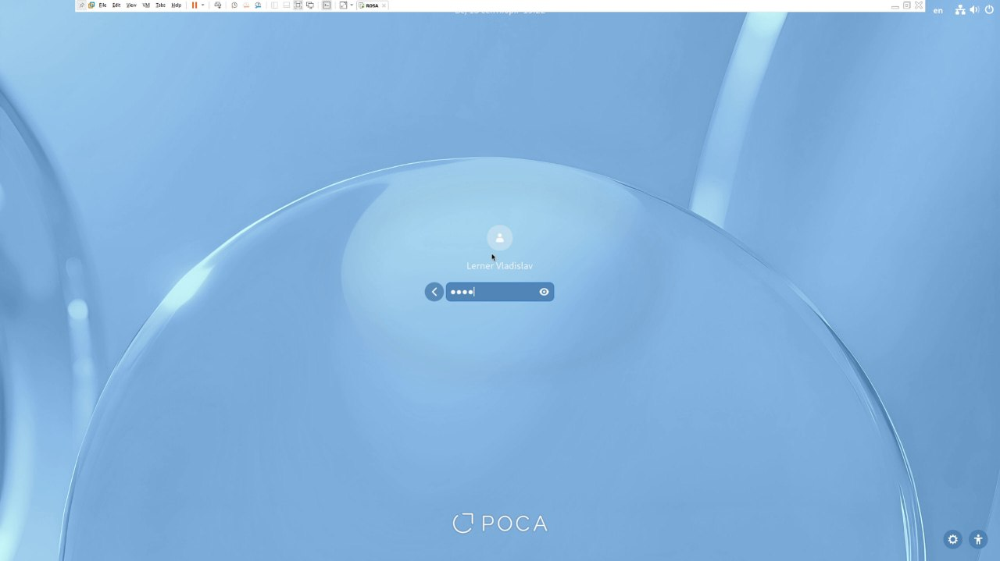 File Edit View VM Tabs Help ROSA
en
Lerner Vladislav
РОСА